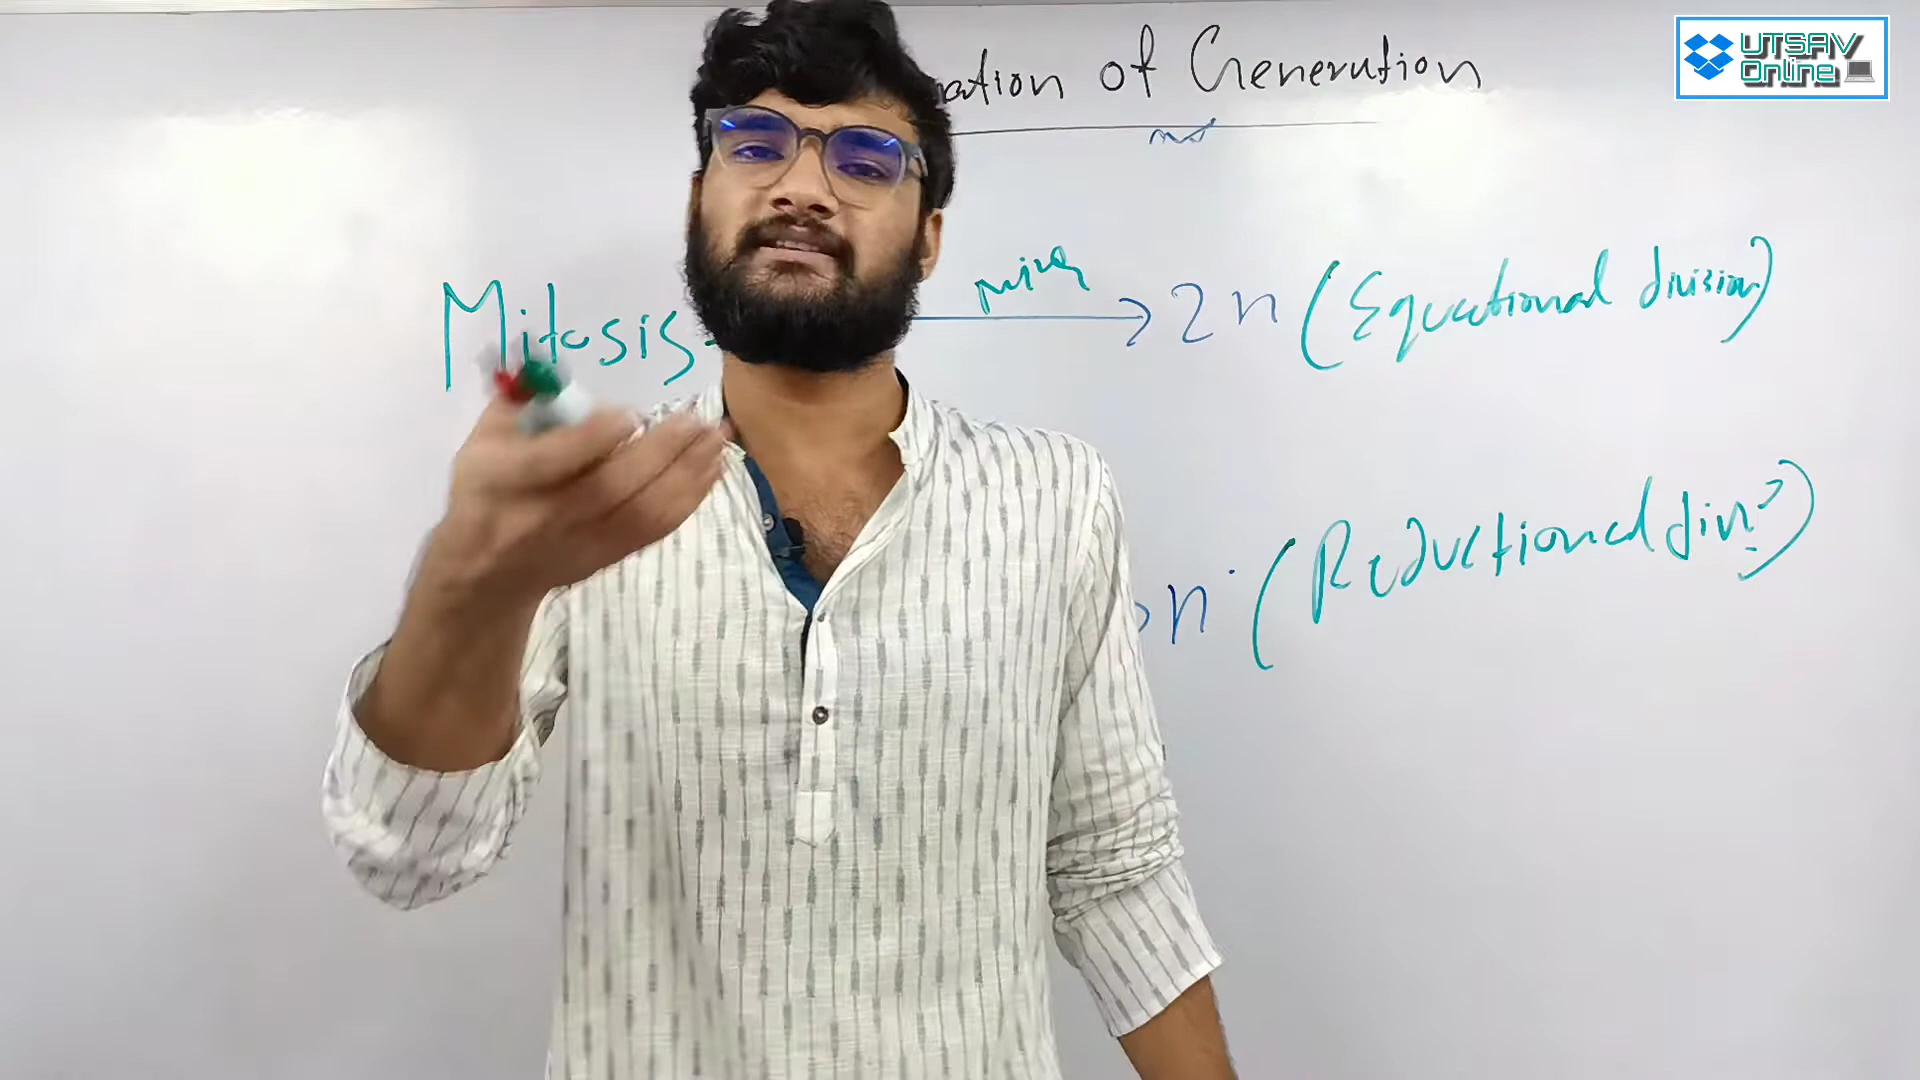 ation of Generation
UTSAV
Online
Mitosis
2n (Equational division)
n (Reductional div?)